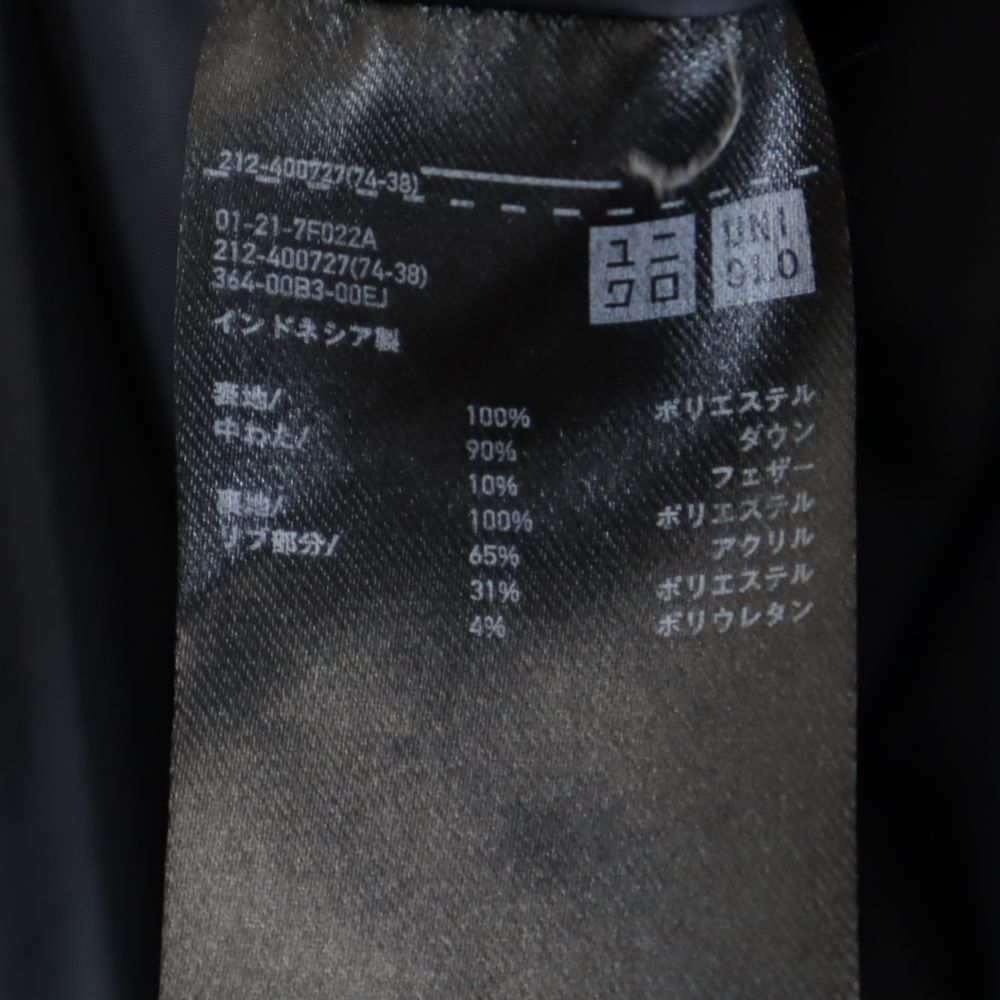 212-400727(74-38)
01-21-7F022A
212-400727(74-38)
364-00B3-00EJ
インドネシア製
ユニ
クロ
UNI
QLO
表地/ 100% ポリエステル
中わた/ 90% ダウン
10% フェザー
裏地/ 100% ポリエステル
リブ部分/ 65% アクリル
31% ポリエステル
4% ポリウレタン